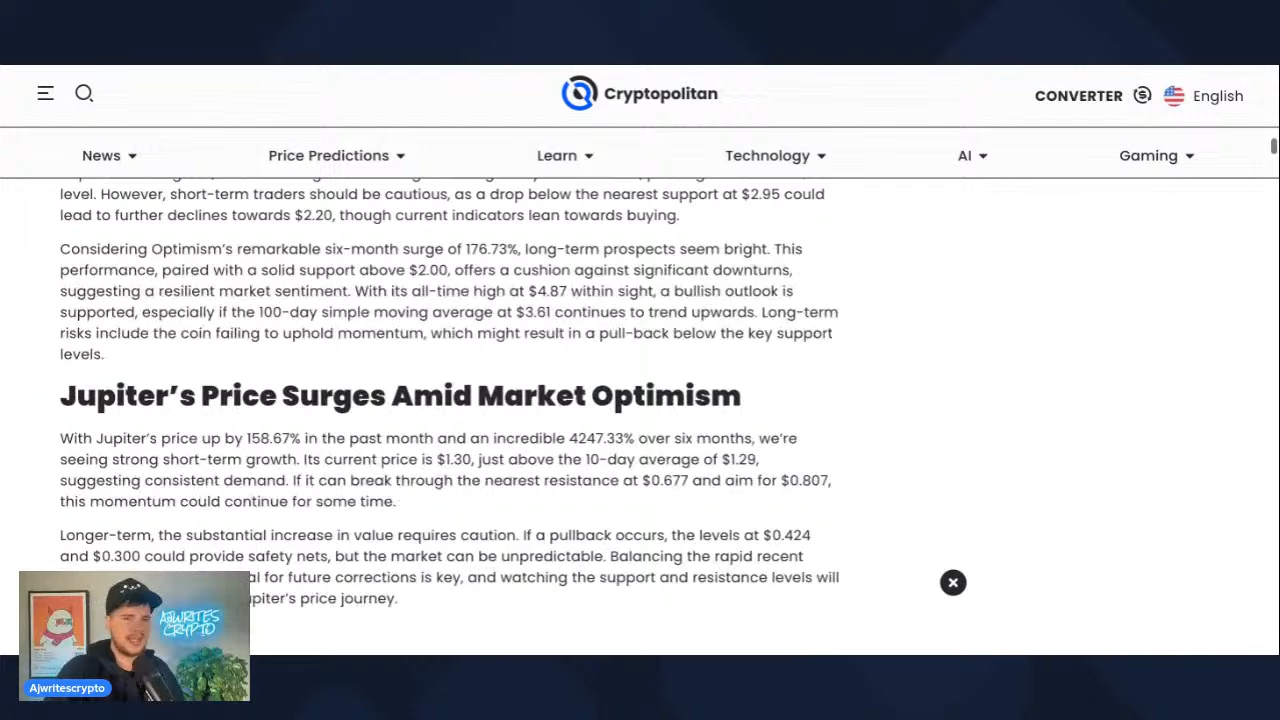 Cryptopolitan
CONVERTER
English
News
Price Predictions
Learn
Technology
AI
Gaming
level. However, short-term traders should be cautious, as a drop below the nearest support at $2.95 could
lead to further declines towards $2.20, though current indicators lean towards buying.
Considering Optimism's remarkable six-month surge of 176.73%, long-term prospects seem bright. This
performance, paired with a solid support above $2.00, offers a cushion against significant downturns,
suggesting a resilient market sentiment. With its all-time high at $4.87 within sight, a bullish outlook is
supported, especially if the 100-day simple moving average at $3.61 continues to trend upwards. Long-term
risks include the coin failing to uphold momentum, which might result in a pull-back below the key support
levels.
Jupiter's Price Surges Amid Market Optimism
With Jupiter's price up by 158.67% in the past month and an incredible 4247.33% over six months, we're
seeing strong short-term growth. Its current price is $1.30, just above the 10-day average of $1.29,
suggesting consistent demand. If it can break through the nearest resistance at $0.677 and aim for $0.807,
this momentum could continue for some time.
Longer-term, the substantial increase in value requires caution. If a pullback occurs, the levels at $0.424
and $0.300 could provide safety nets, but the market can be unpredictable. Balancing the rapid recent
for future corrections is key, and watching the support and resistance levels will
price journey.
AJWRITES
CRYPTO
Ajwritescrypto